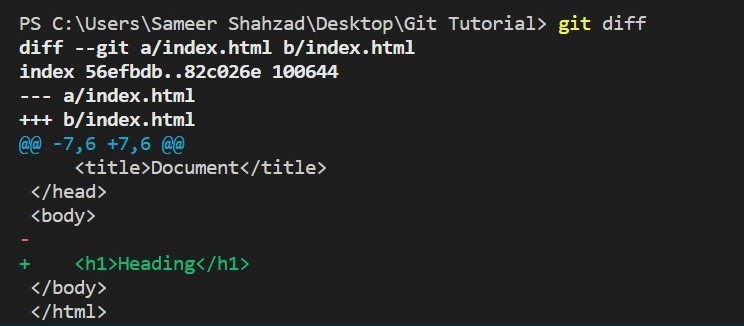 PS C:\Users\Sameer Shahzad\Desktop\Git Tutorial> git diff
diff --git a/index.html b/index.html
index 56efbdb..82c026e 100644
--- a/index.html
+++ b/index.html
@@ -7,6 +7,6 @@
     <title>Document</title>
 </head>
 <body>
-
+    <h1>Heading</h1>
 </body>
 </html>